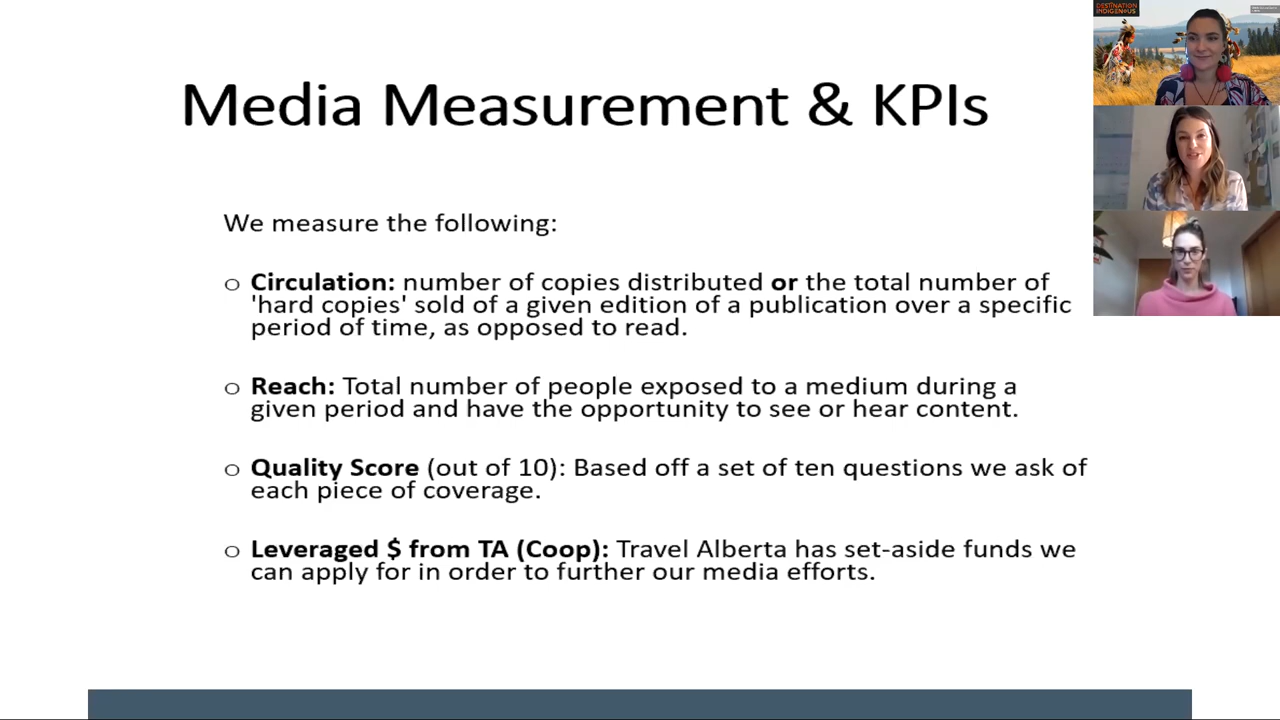 DESTINATION
INDIGENOUS
Media Measurement & KPIs
We measure the following:
o Circulation: number of copies distributed or the total number of
'hard copies' sold of a given edition of a publication over a specific
period of time, as opposed to read.
o Reach: Total number of people exposed to a medium during a
given period and have the opportunity to see or hear content.
o Quality Score (out of 10): Based off a set of ten questions we ask of
each piece of coverage.
o Leveraged $ from TA (Coop): Travel Alberta has set-aside funds we
can apply for in order to further our media efforts.